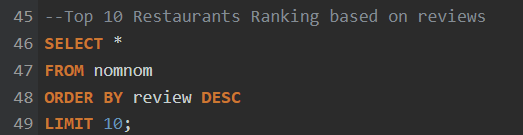 45 --Top 10 Restaurants Ranking based on reviews
46 SELECT *
47 FROM nomnom
48 ORDER BY review DESC
49 LIMIT 10;